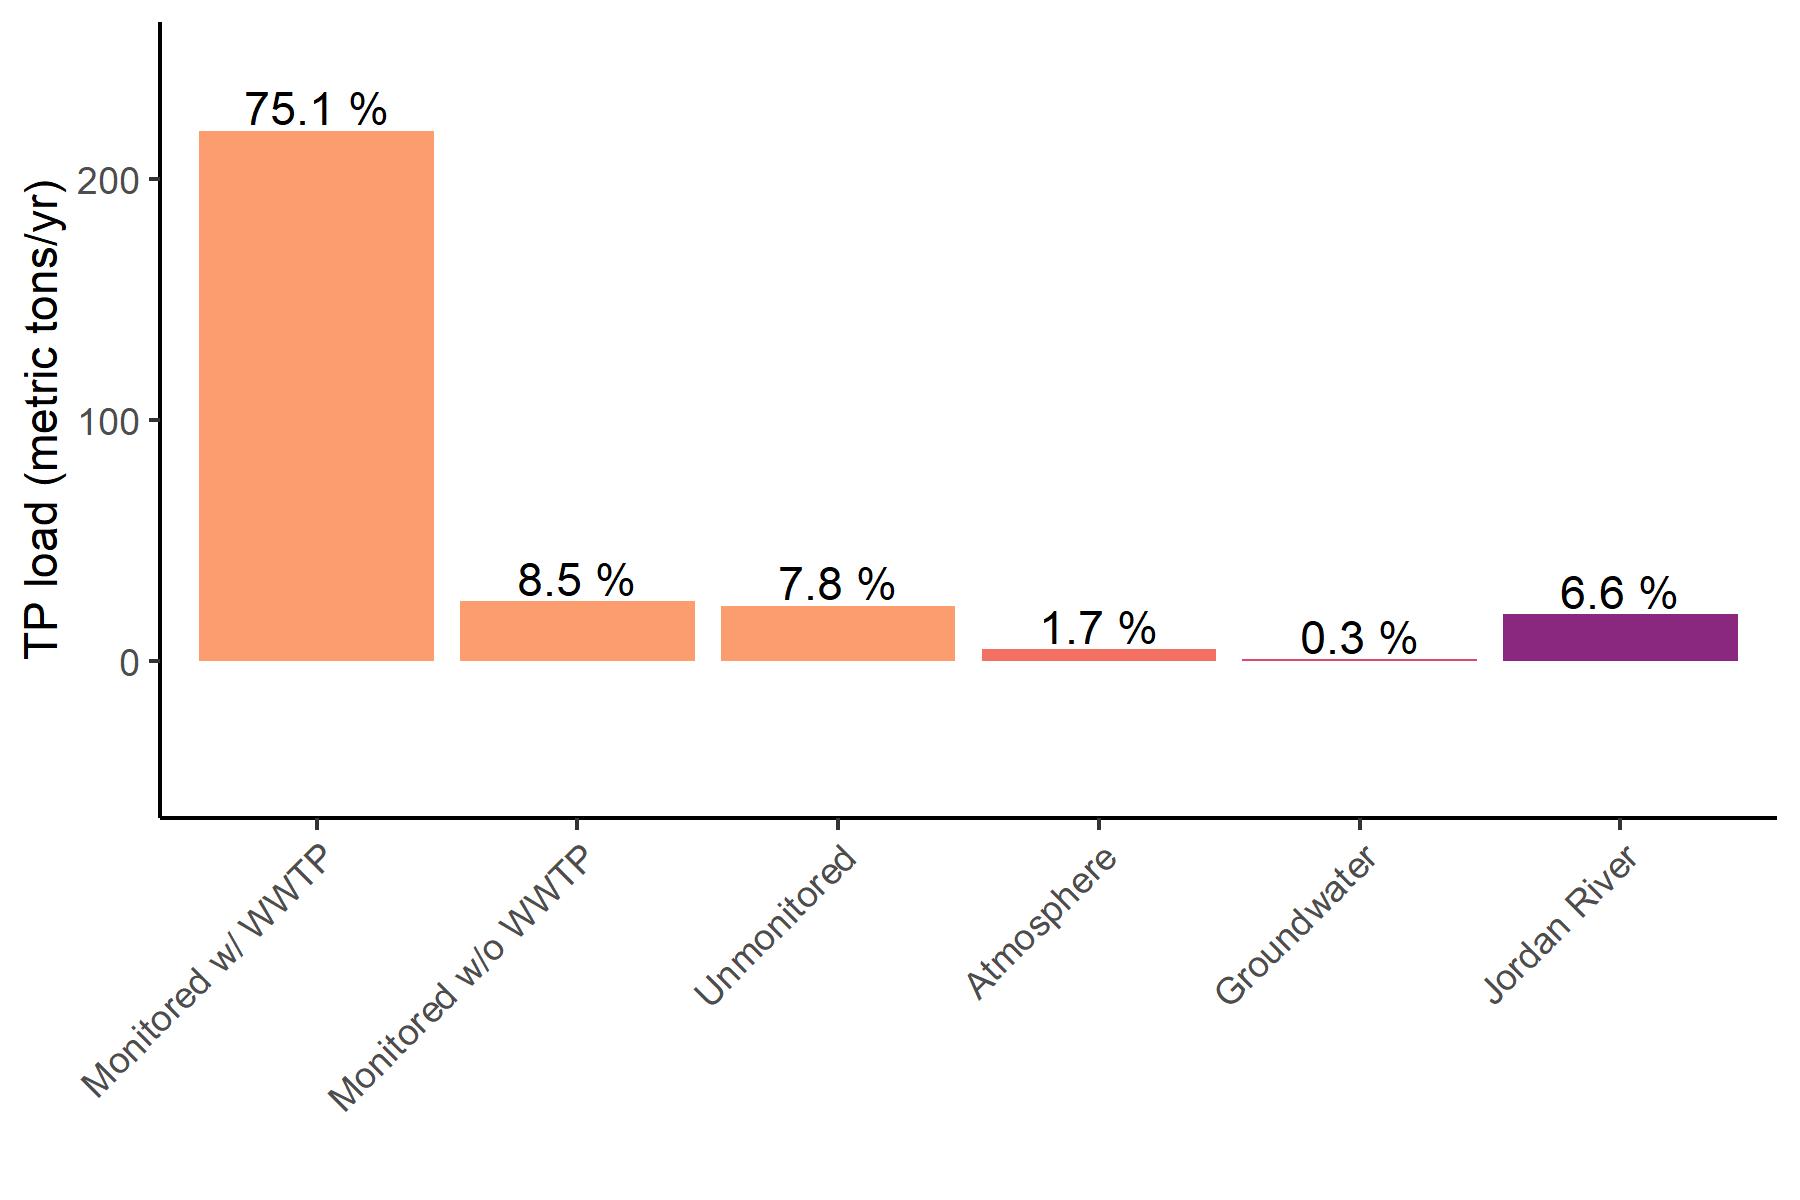 TP load (metric tons/yr)
200
100
0
75.1 %
8.5 %
7.8 %
1.7 %
0.3 %
6.6 %
Monitored w/ WWTP
Monitored w/o WWTP
Unmonitored
Atmosphere
Groundwater
Jordan River